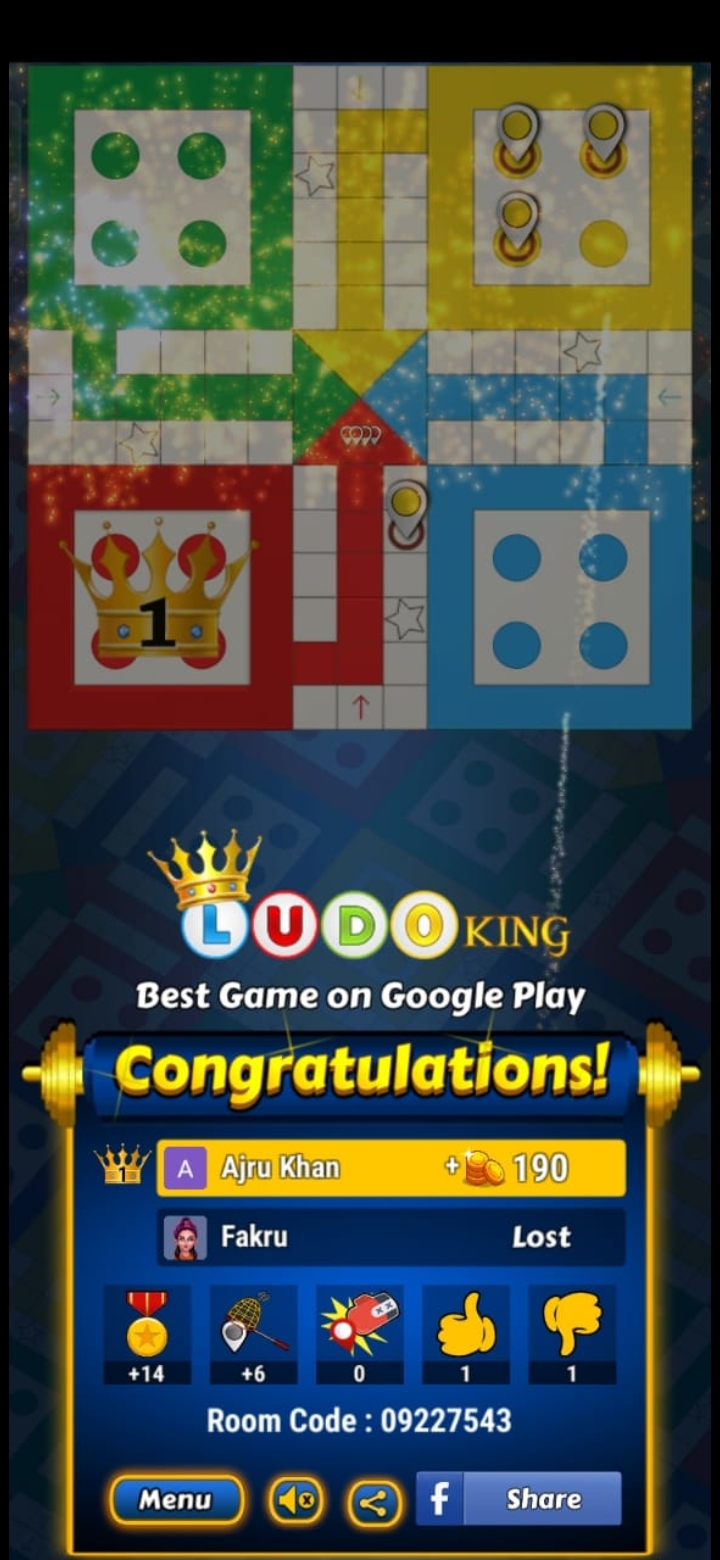 1
LUDO KING
Best Game on Google Play
Congratulations!
1 A Ajru Khan + 190
Fakru Lost
+14 +6 0 1 1
Room Code : 09227543
Menu f Share